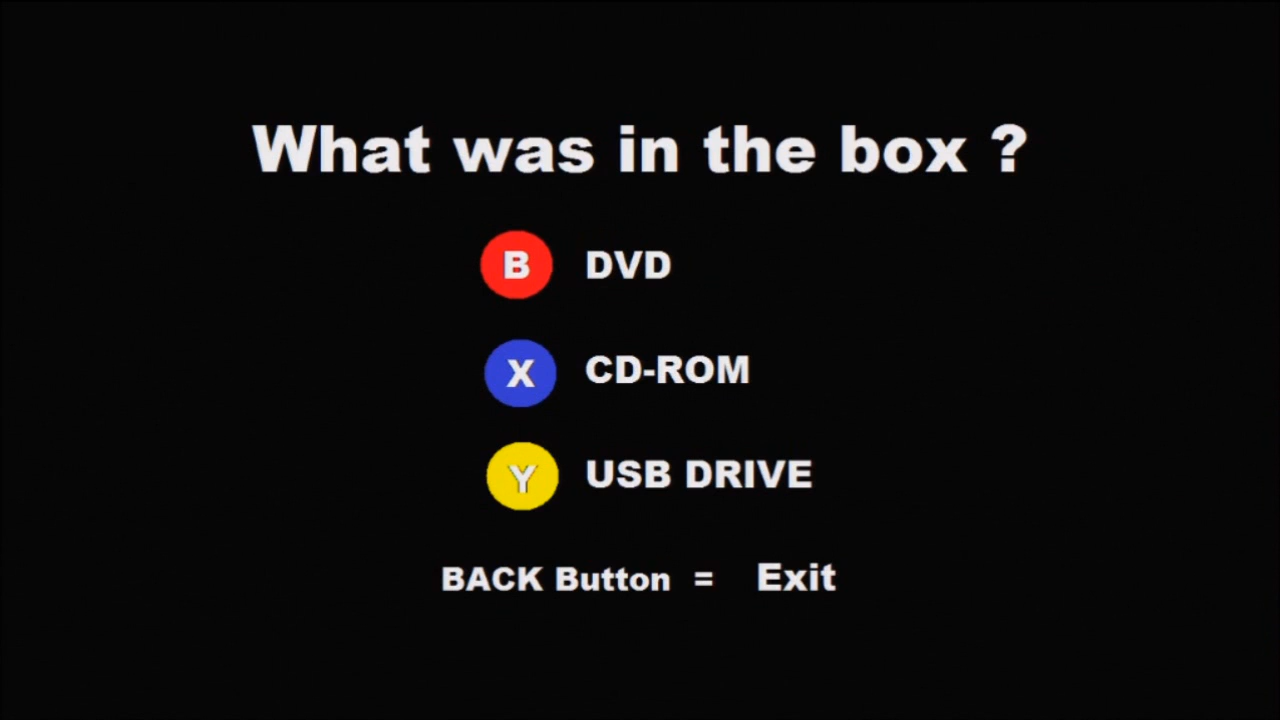 What was in the box ?
B DVD
X CD-ROM
Y USB DRIVE
BACK Button = Exit